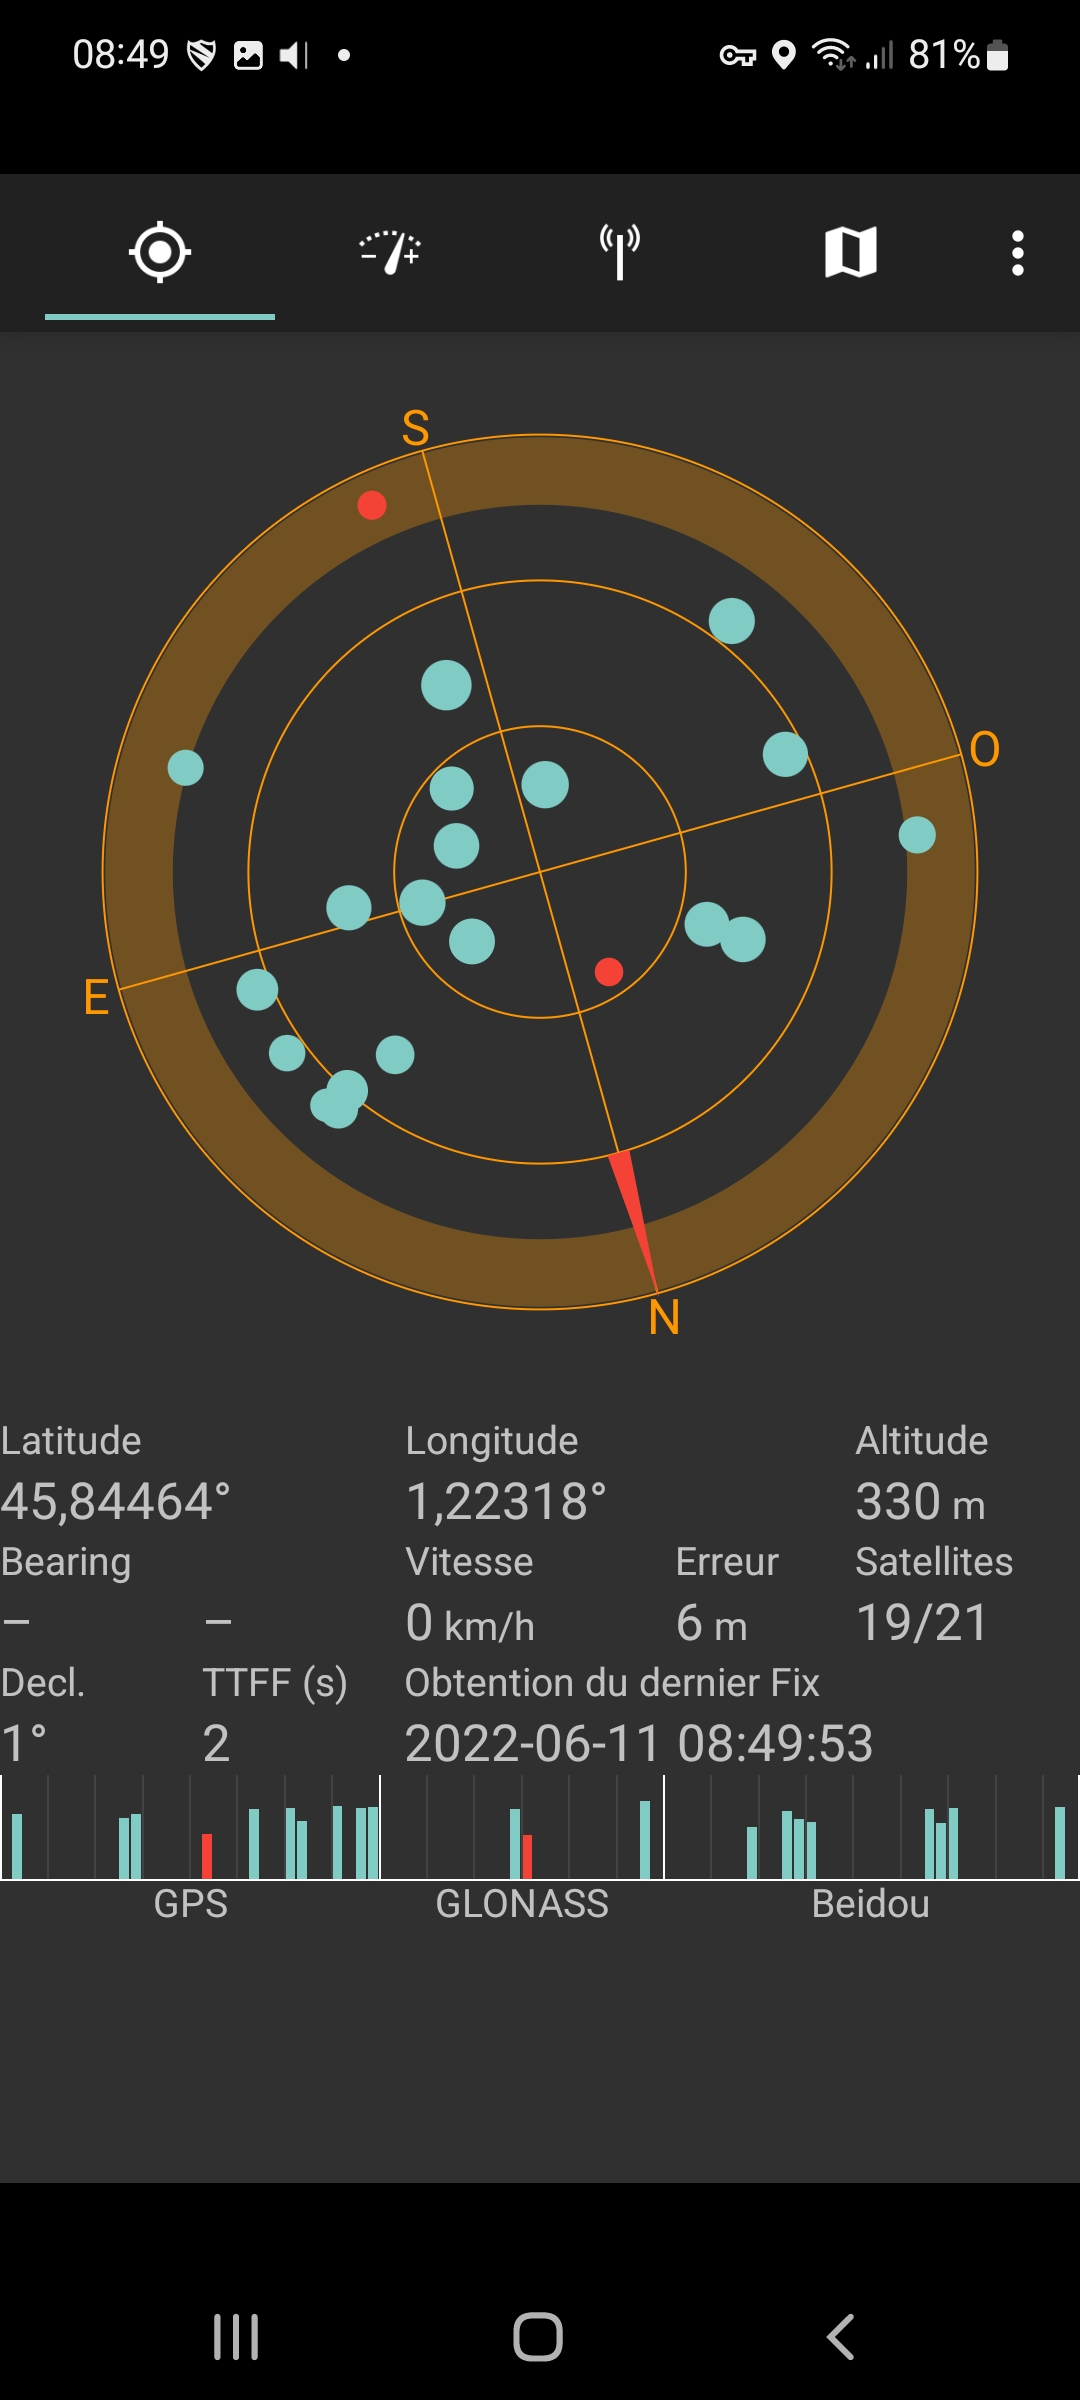 08:49 81%
S
O
E
N
Latitude Longitude Altitude
45,84464° 1,22318° 330 m
Bearing Vitesse Erreur Satellites
– – 0 km/h 6 m 19/21
Decl. TTFF (s) Obtention du dernier Fix
1° 2 2022-06-11 08:49:53
GPS GLONASS Beidou